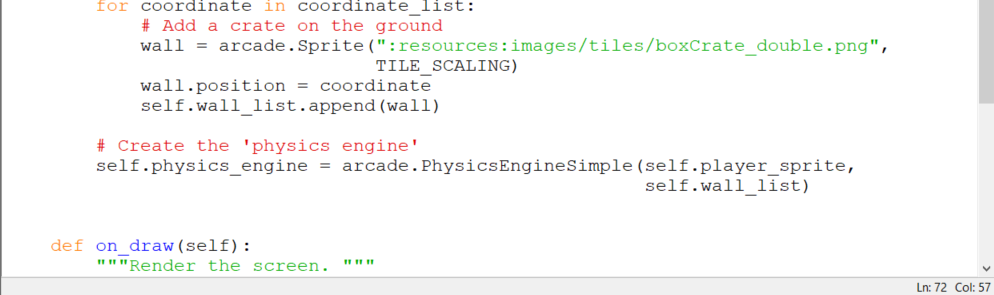 for coordinate in coordinate_list:
# Add a crate on the ground
wall = arcade.Sprite(":resources:images/tiles/boxCrate_double.png",
TILE_SCALING)
wall.position = coordinate
self.wall_list.append(wall)
# Create the 'physics engine'
self.physics_engine = arcade.PhysicsEngineSimple(self.player_sprite,
self.wall_list)
def on_draw(self):
"""Render the screen. """
Ln: 72 Col: 57